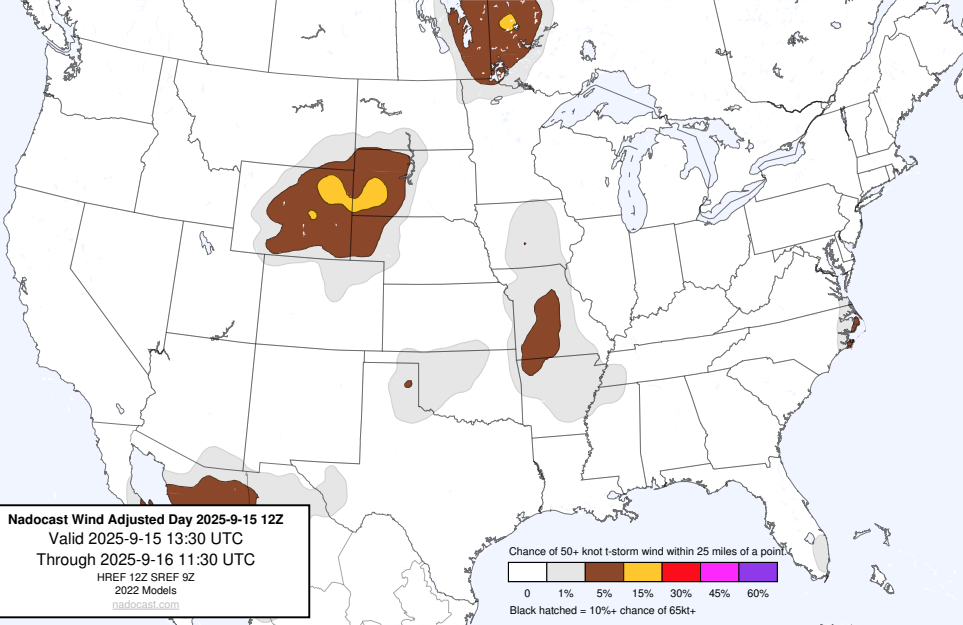 Nadocast Wind Adjusted Day 2025-9-15 12Z
Valid 2025-9-15 13:30 UTC
Through 2025-9-16 11:30 UTC
HREF 12Z SREF 9Z
2022 Models
nadocast.com
Chance of 50+ knot t-storm wind within 25 miles of a point.
0 1% 5% 15% 30% 45% 60%
Black hatched = 10%+ chance of 65kt+